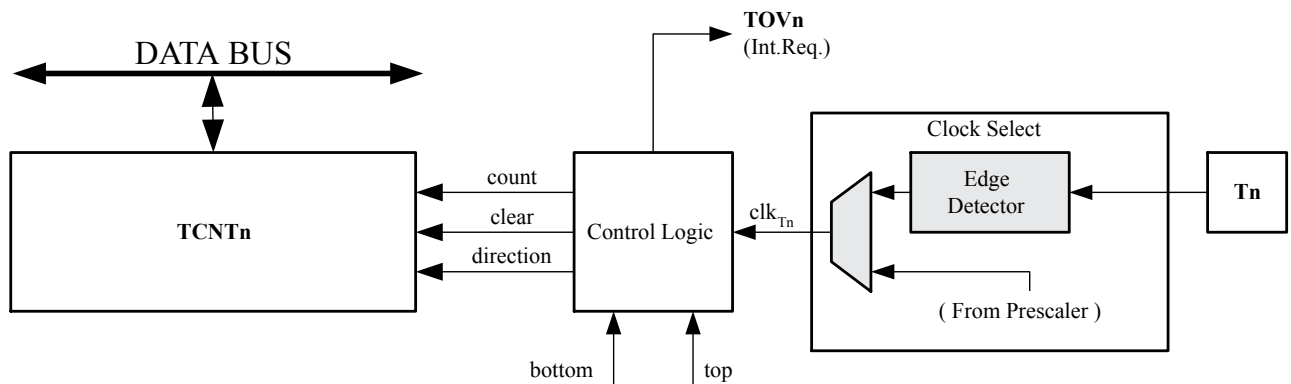 TOVn
(Int.Req.)
DATA BUS
Clock Select
count
Edge
Detector
Tn
TCNTn
clear
Control Logic
clkTn
direction
( From Prescaler )
bottom
top